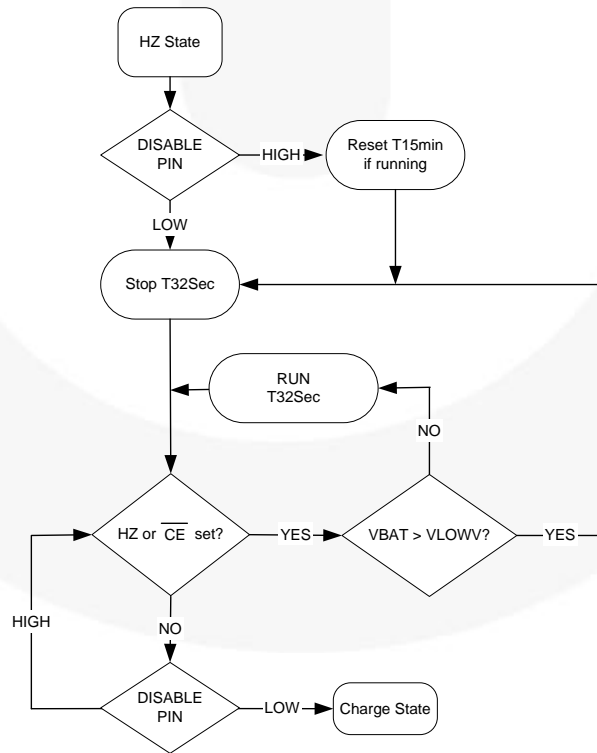 HZ State
DISABLE
PIN
HIGH
Reset T15min
if running
LOW
Stop T32Sec
RUN
T32Sec
NO
HZ or CE set?
YES
VBAT > VLOWV?
YES
HIGH
NO
DISABLE
PIN
LOW
Charge State